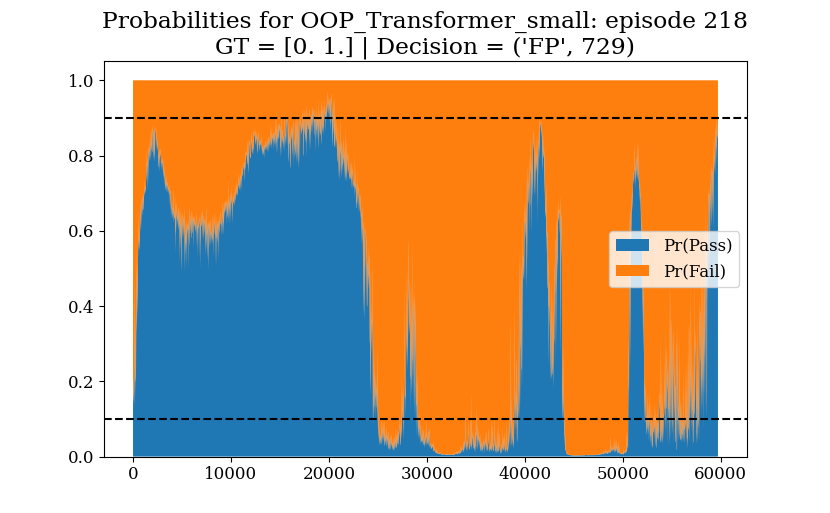 Probabilities for OOP_Transformer_small: episode 218
GT = [0. 1.] | Decision = ('FP', 729)
1.0
0.8
0.6
0.4
0.2
0.0
Pr(Pass)
Pr(Fail)
0 10000 20000 30000 40000 50000 60000